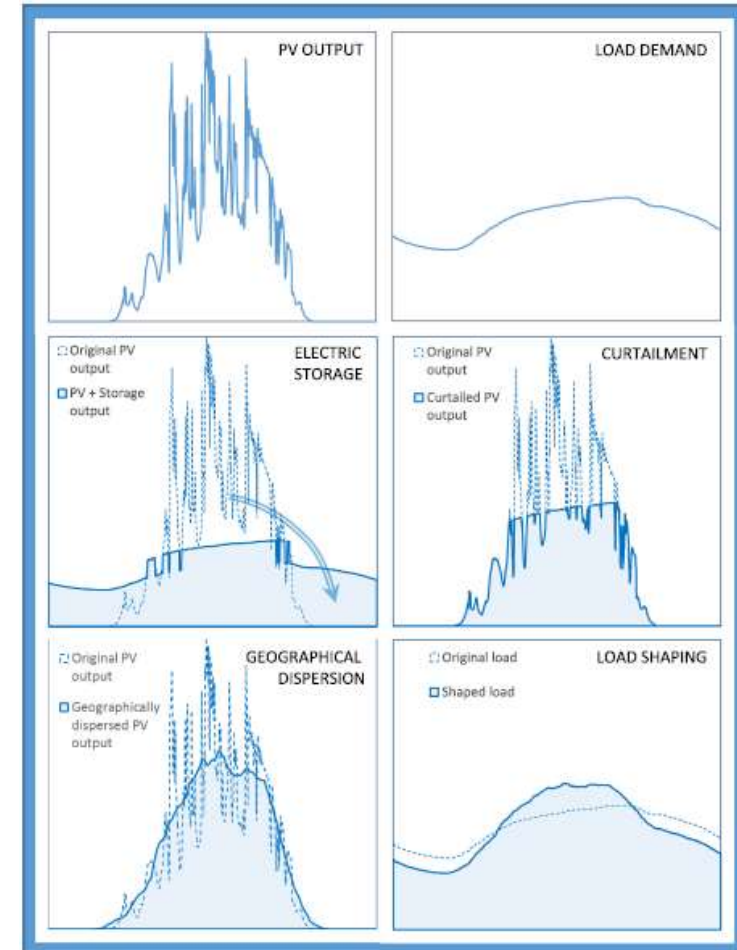 PV OUTPUT
LOAD DEMAND
Original PV
output
PV + Storage
output
ELECTRIC
STORAGE
Original PV
output
Curtailed PV
output
CURTAILMENT
Original PV
output
Geographically
dispersed PV
output
GEOGRAPHICAL
DISPERSION
Original load
Shaped load
LOAD SHAPING